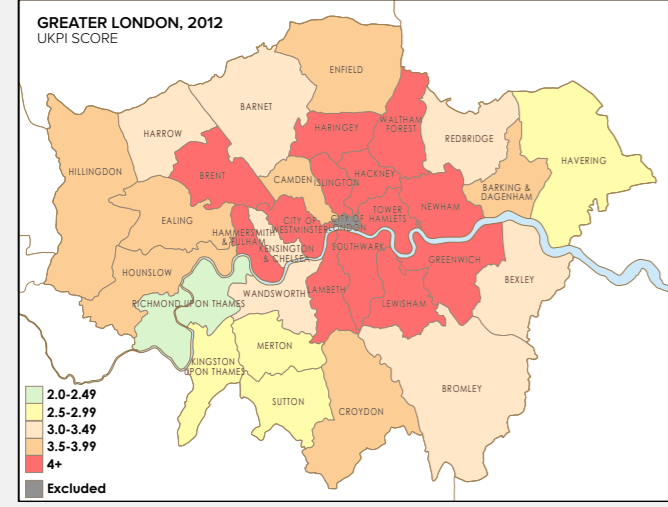 GREATER LONDON, 2012
UKPI SCORE
ENFIELD
BARNET
HARROW
HARINGEY
WALTHAM
FOREST
REDBRIDGE
HAVERING
HILLINGDON
BRENT
CAMDEN
ISLINGTON
HACKNEY
BARKING &
DAGENHAM
EALING
HAMMERSMITH
& FULHAM
CITY OF
WESTMINSTER
CITY OF
LONDON
TOWER
HAMLETS
NEWHAM
KENSINGTON
& CHELSEA
SOUTHWARK
GREENWICH
HOUNSLOW
BEXLEY
RICHMOND UPON THAMES
WANDSWORTH
LAMBETH
LEWISHAM
MERTON
KINGSTON
UPON THAMES
SUTTON
CROYDON
BROMLEY
2.0-2.49
2.5-2.99
3.0-3.49
3.5-3.99
4+
Excluded